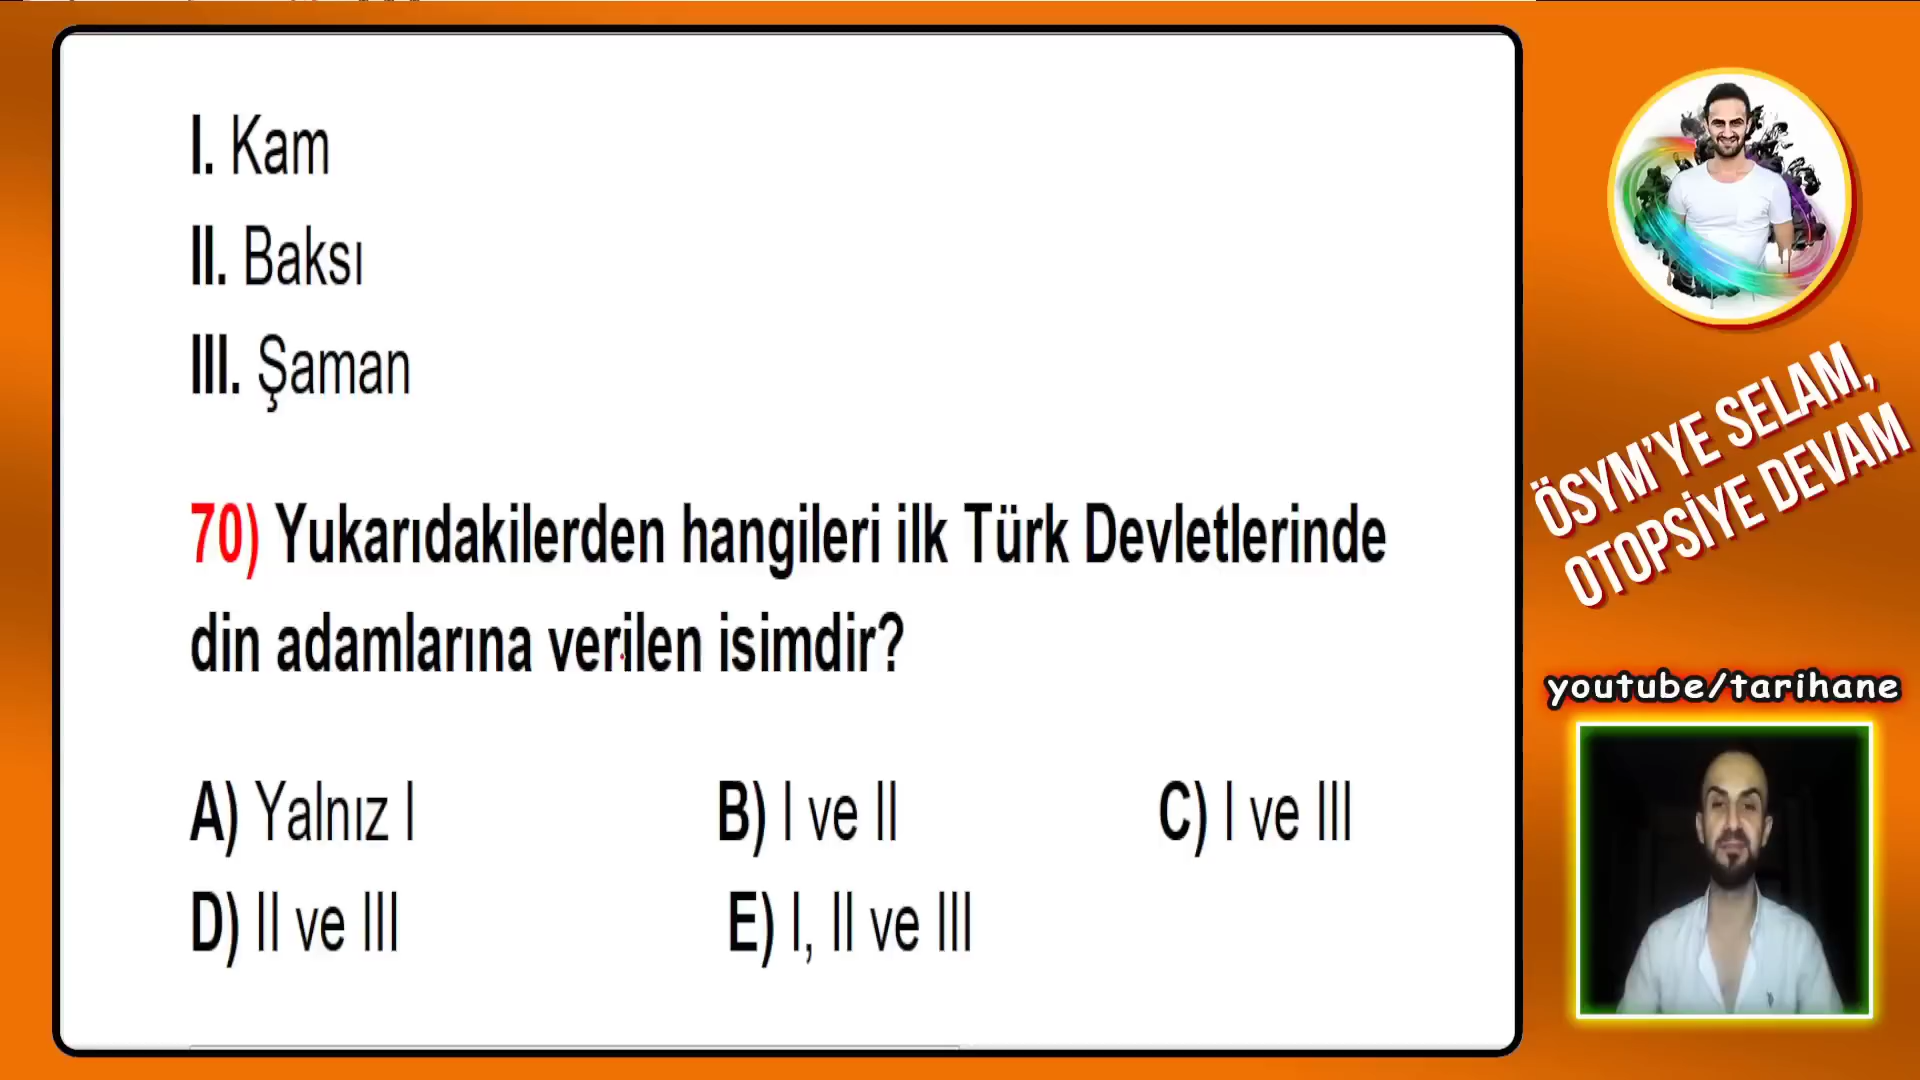 I. Kam
II. Baksı
III. Şaman
70) Yukarıdakilerden hangileri ilk Türk Devletlerinde
din adamlarına verilen isimdir?
A) Yalnız I
B) I ve II
C) I ve III
D) II ve III
E) I, II ve III
ÖSYM'YE SELAM,
OTOPSİYE DEVAM
youtube/tarihane